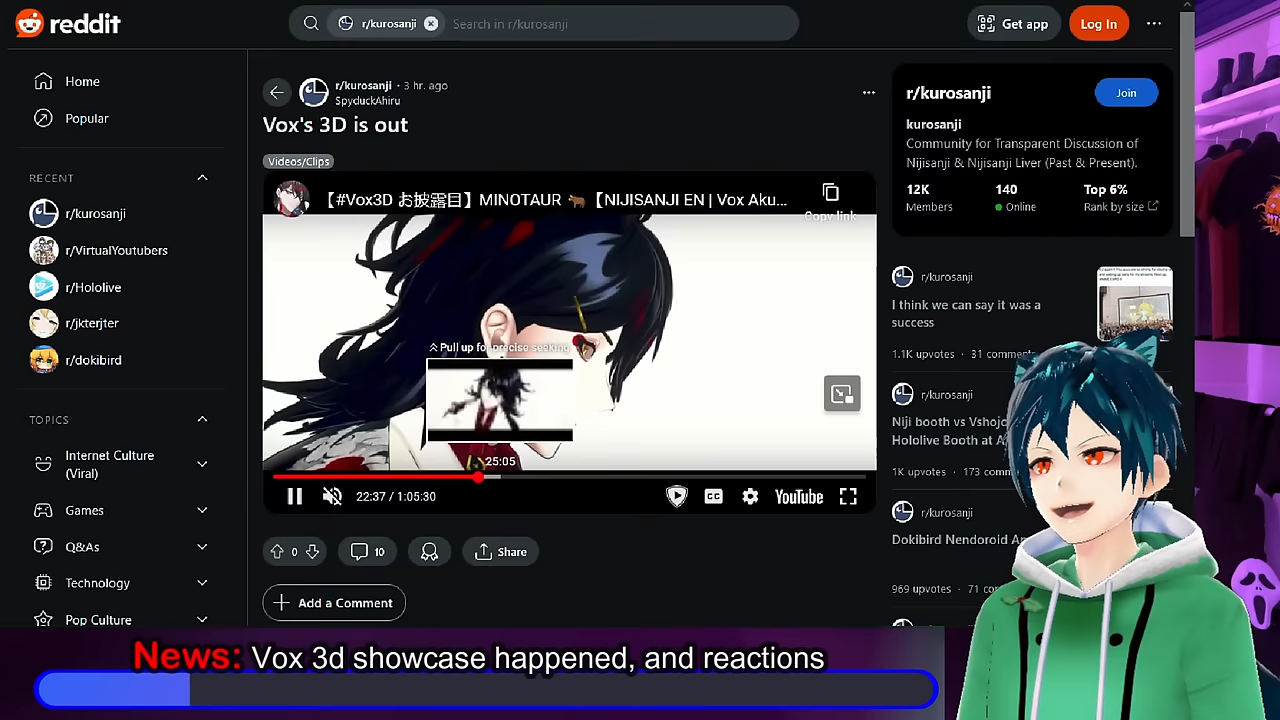 reddit
r/kurosanji
Search in r/kurosanji
Get app
Log In
Home
Popular
RECENT
r/kurosanji
r/VirtualYoutubers
r/Hololive
r/jkterjter
r/dokibird
TOPICS
Internet Culture
(Viral)
Games
Q&As
Technology
Pop Culture
r/kurosanji · 3 hr. ago
SpyduckAhiru
Vox's 3D is out
Videos/Clips
【#Vox3D お披露目】MINOTAUR 🐂【NIJISANJI EN | Vox Aku...
Copy link
Pull up for precise seeking
25:05
22:37 / 1:05:30
CC
YouTube
0
10
Share
Add a Comment
r/kurosanji
Join
kurosanji
Community for Transparent Discussion of
Nijisanji & Nijisanji Liver (Past & Present).
12K
Members
140
Online
Top 6%
Rank by size
r/kurosanji
I think we can say it was a
success
1.1K upvotes · 31 comments
r/kurosanji
Niji booth vs Vshojo
Hololive Booth at
1K upvotes · 173
r/kurosanji
Dokibird Nendoroid
969 upvotes · 71
News: Vox 3d showcase happened, and reactions